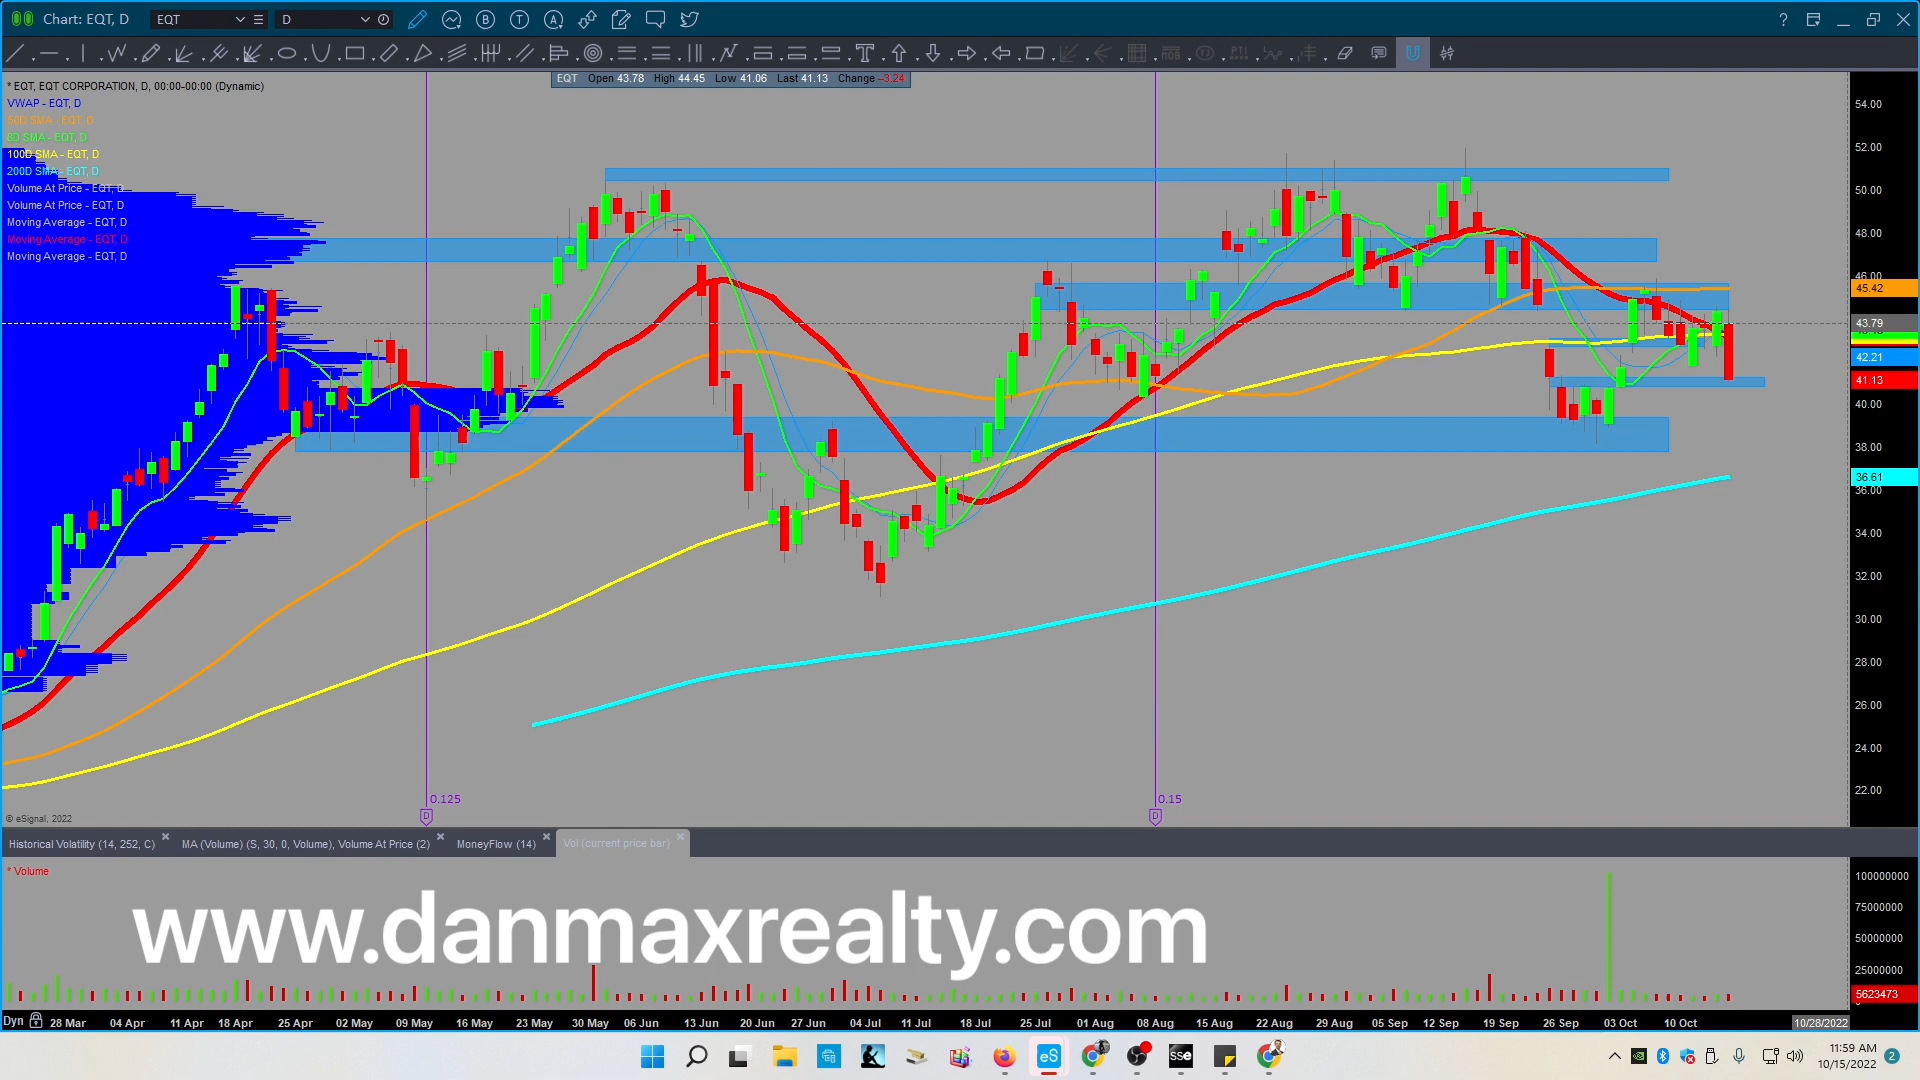 Chart: EQT, D
EQT
D
EQT Open 43.78 High 44.45 Low 41.06 Last 41.13 Change -3.24
* EQT, EQT CORPORATION, D, 00:00-00:00 (Dynamic)
VWAP - EQT, D
50D SMA - EQT, D
8D SMA - EQT, D
100D SMA - EQT, D
200D SMA - EQT, D
Volume At Price - EQT, D
Volume At Price - EQT, D
Moving Average - EQT, D
Moving Average - EQT, D
Moving Average - EQT, D
54.00
52.00
50.00
48.00
46.00
45.42
43.79
42.21
41.13
40.00
38.00
36.61
36.00
34.00
32.00
30.00
28.00
26.00
24.00
22.00
0.125
D
0.15
D
© eSignal, 2022
Historical Volatility (14, 252, C)
MA (Volume) (S, 30, 0, Volume), Volume At Price (2)
MoneyFlow (14)
Vol (current price bar)
* Volume
100000000
75000000
50000000
25000000
5623473
www.danmaxrealty.com
Dyn 28 Mar 04 Apr 11 Apr 18 Apr 25 Apr 02 May 09 May 16 May 23 May 30 May 06 Jun 13 Jun 20 Jun 27 Jun 04 Jul 11 Jul 18 Jul 25 Jul 01 Aug 08 Aug 15 Aug 22 Aug 29 Aug 05 Sep 12 Sep 19 Sep 26 Sep 03 Oct 10 Oct 10/28/2022
eS
sse
11:59 AM
10/15/2022
2